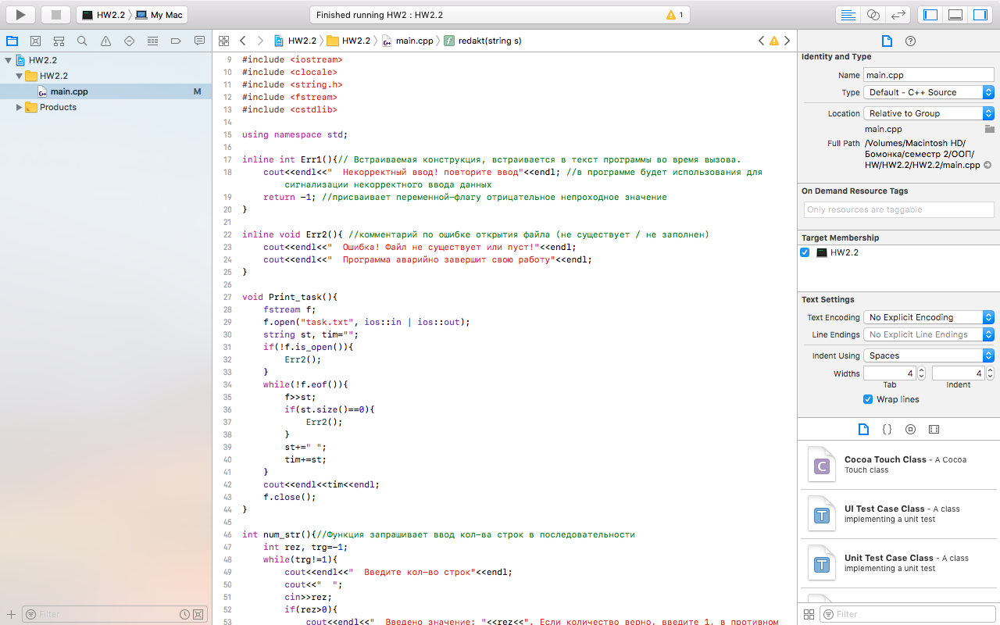 HW2.2 My Mac
Finished running HW2 : HW2.2
1
HW2.2 HW2.2 main.cpp redakt(string s)
HW2.2
HW2.2
main.cpp M
Products
Filter
9 #include <iostream>
10 #include <clocale>
11 #include <string.h>
12 #include <fstream>
13 #include <cstdlib>
14
15 using namespace std;
16
17 inline int Err1(){// Встраиваемая конструкция, встраивается в текст программы во время вызова.
18 cout<<endl<<"  Некорректный ввод! повторите ввод"<<endl; //в программе будет использования для
сигнализации некорректного ввода данных
19 return -1; //присваивает переменной-флагу отрицательное непроходное значение
20 }
21
22 inline void Err2(){ //комментарий по ошибке открытия файла (не существует / не заполнен)
23 cout<<endl<<"  Ошибка! Файл не существует или пуст!"<<endl;
24 cout<<endl<<"  Программа аварийно завершит свою работу"<<endl;
25 }
26
27 void Print_task(){
28 fstream f;
29 f.open("task.txt", ios::in | ios::out);
30 string st, tim="";
31 if(!f.is_open()){
32 Err2();
33 }
34 while(!f.eof()){
35 f>>st;
36 if(st.size()==0){
37 Err2();
38 }
39 st+=" ";
40 tim+=st;
41 }
42 cout<<endl<<tim<<endl;
43 f.close();
44 }
45
46 int num_str(){//Функция запрашивает ввод кол-ва строк в последовательности
47 int rez, trg=-1;
48 while(trg!=1){
49 cout<<endl<<"  Введите кол-во строк"<<endl;
50 cout<<"  ";
51 cin>>rez;
52 if(rez>0){
53 cout<<endl<<"  Введено значение: "<<rez<<". Если количество верно, введите 1, в противном
Identity and Type
Name main.cpp
Type Default - C++ Source
Location Relative to Group
main.cpp
Full Path /Volumes/Macintosh HD/
Бомонка/семестр 2/ООП/
HW/HW2.2/HW2.2/main.cpp
On Demand Resource Tags
Only resources are taggable
Target Membership
HW2.2
Text Settings
Text Encoding No Explicit Encoding
Line Endings No Explicit Line Endings
Indent Using Spaces
Widths 4 4
Tab Indent
Wrap lines
C
Cocoa Touch Class - A Cocoa
Touch class
T
UI Test Case Class - A class
implementing a unit test
T
Unit Test Case Class - A class
implementing a unit test
Filter